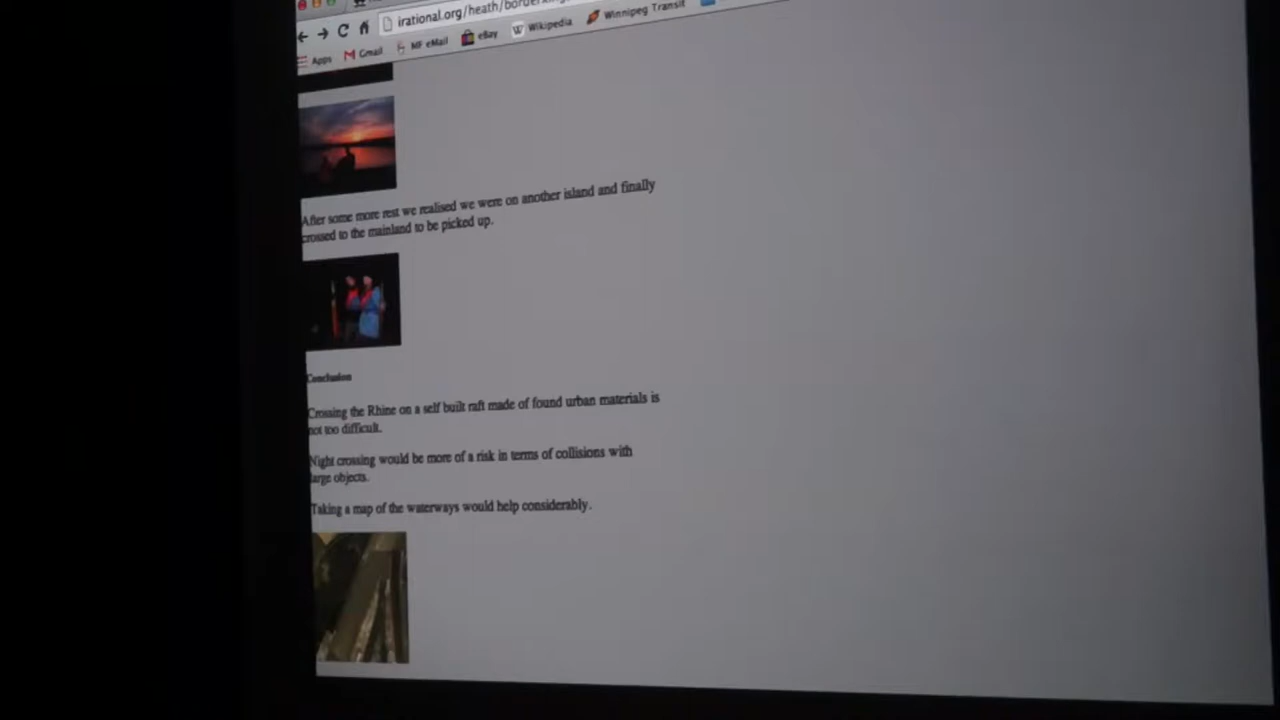 irational.org/heath/borderxing/
Apps Gmail MF eMail eBay Wikipedia Winnipeg Transit
After some more rest we realised we were on another island and finally
crossed to the mainland to be picked up.
Conclusion
Crossing the Rhine on a self built raft made of found urban materials is
not too difficult.
Night crossing would be more of a risk in terms of collisions with
large objects.
Taking a map of the waterways would help considerably.